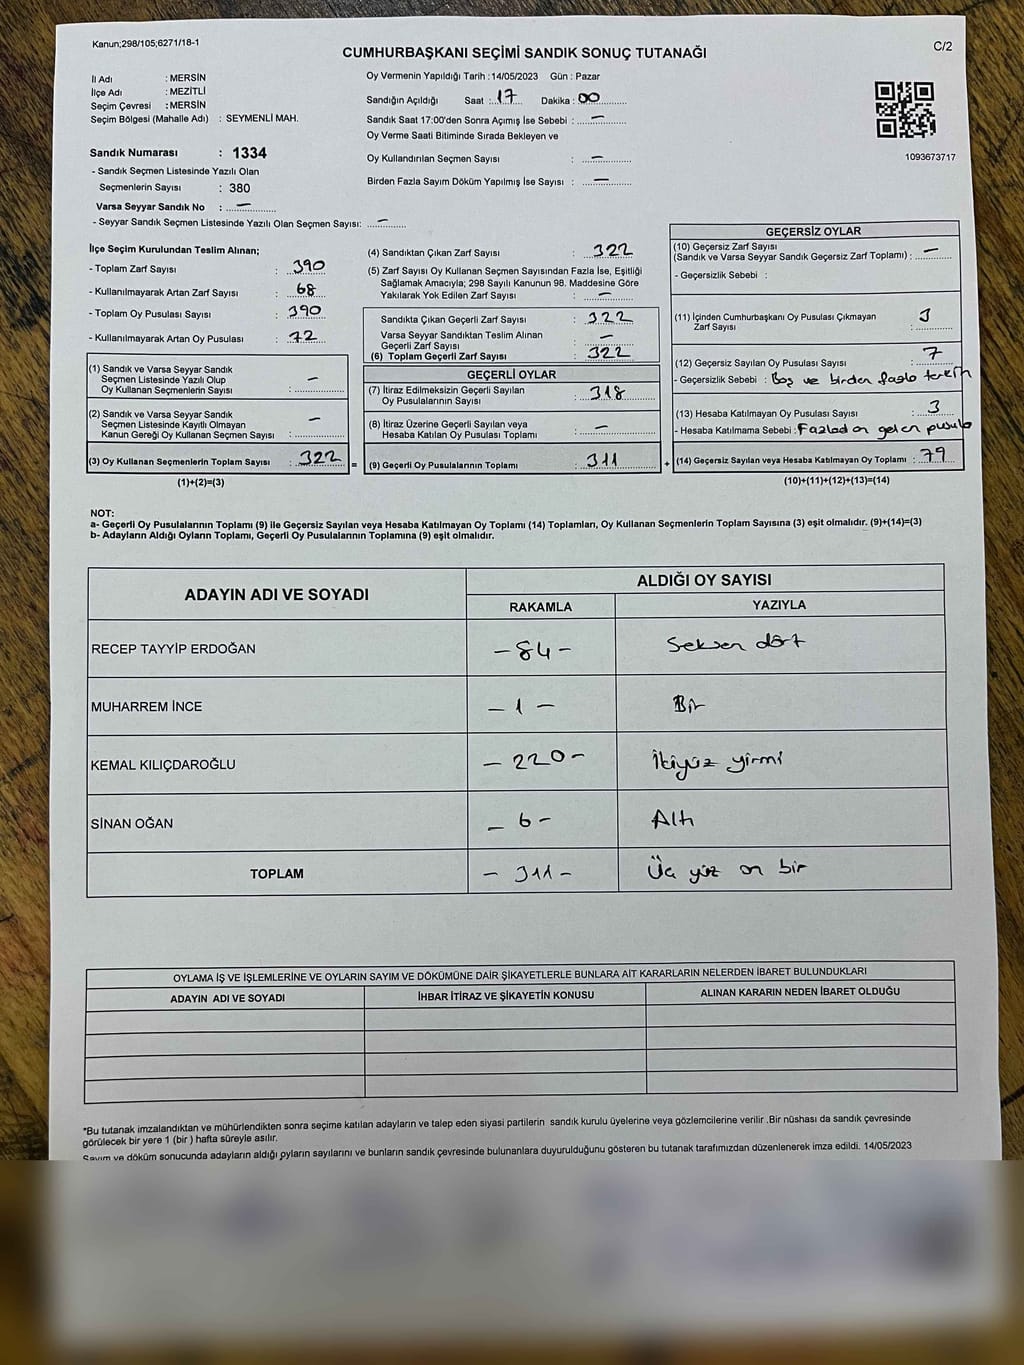 Kanun;298/105;6271/18-1
C/2
CUMHURBAŞKANI SEÇİMİ SANDIK SONUÇ TUTANAĞI
İl Adı : MERSİN
İlçe Adı : MEZİTLİ
Seçim Çevresi : MERSİN
Seçim Bölgesi (Mahalle Adı) : SEYMENLİ MAH.
Sandık Numarası : 1334
- Sandık Seçmen Listesinde Yazılı Olan
Seçmenlerin Sayısı : 380
Varsa Seyyar Sandık No : —
- Seyyar Sandık Seçmen Listesinde Yazılı Olan Seçmen Sayısı: —
Oy Vermenin Yapıldığı Tarih : 14/05/2023 Gün : Pazar
Sandığın Açıldığı Saat : 17 Dakika : 00
Sandık Saat 17:00'den Sonra Açımış İse Sebebi : —
Oy Verme Saati Bitiminde Sırada Bekleyen ve
Oy Kullandırılan Seçmen Sayısı : —
Birden Fazla Sayım Döküm Yapılmış İse Sayısı : —
1093673717
İlçe Seçim Kurulundan Teslim Alınan;
- Toplam Zarf Sayısı : 390
- Kullanılmayarak Artan Zarf Sayısı : 68
- Toplam Oy Pusulası Sayısı : 390
- Kullanılmayarak Artan Oy Pusulası : 72
(1) Sandık ve Varsa Seyyar Sandık
Seçmen Listesinde Yazılı Olup
Oy Kullanan Seçmenlerin Sayısı : —
(2) Sandık ve Varsa Seyyar Sandık
Seçmen Listesinde Kayıtlı Olmayan
Kanun Gereği Oy Kullanan Seçmen Sayısı : —
(3) Oy Kullanan Seçmenlerin Toplam Sayısı : 322
(1)+(2)=(3)
(4) Sandıktan Çıkan Zarf Sayısı : 322
(5) Zarf Sayısı Oy Kullanan Seçmen Sayısından Fazla İse, Eşitliği
Sağlamak Amacıyla; 298 Sayılı Kanunun 98. Maddesine Göre
Yakılarak Yok Edilen Zarf Sayısı : —
Sandıkta Çıkan Geçerli Zarf Sayısı : 322
Varsa Seyyar Sandıktan Teslim Alınan
Geçerli Zarf Sayısı : —
(6) Toplam Geçerli Zarf Sayısı : 322
GEÇERLİ OYLAR
(7) İtiraz Edilmeksizin Geçerli Sayılan
Oy Pusulalarının Sayısı : 318
(8) İtiraz Üzerine Geçerli Sayılan veya
Hesaba Katılan Oy Pusulası Toplamı : —
= (9) Geçerli Oy Pusulalarının Toplamı : 311
GEÇERSİZ OYLAR
(10) Geçersiz Zarf Sayısı
(Sandık ve Varsa Seyyar Sandık Geçersiz Zarf Toplamı) : —
- Geçersizlik Sebebi :
(11) İçinden Cumhurbaşkanı Oy Pusulası Çıkmayan
Zarf Sayısı : 3
(12) Geçersiz Sayılan Oy Pusulası Sayısı : 7
- Geçersizlik Sebebi : Boş ve birden fazla tercih
(13) Hesaba Katılmayan Oy Pusulası Sayısı : 3
- Hesaba Katılmama Sebebi : Fazladan gelen pusula
+ (14) Geçersiz Sayılan veya Hesaba Katılmayan Oy Toplamı : 79
(10)+(11)+(12)+(13)=(14)
NOT:
a- Geçerli Oy Pusulalarının Toplamı (9) ile Geçersiz Sayılan veya Hesaba Katılmayan Oy Toplamı (14) Toplamları, Oy Kullanan Seçmenlerin Toplam Sayısına (3) eşit olmalıdır. (9)+(14)=(3)
b- Adayların Aldığı Oyların Toplamı, Geçerli Oy Pusulalarının Toplamına (9) eşit olmalıdır.
ADAYIN ADI VE SOYADI
ALDIĞI OY SAYISI
RAKAMLA YAZIYLA
RECEP TAYYİP ERDOĞAN - 84 - Seksen dört
MUHARREM İNCE - 1 - Bir
KEMAL KILIÇDAROĞLU - 220 - İkiyüz yirmi
SİNAN OĞAN - 6 - Altı
TOPLAM - 311 - Üç yüz on bir
OYLAMA İŞ VE İŞLEMLERİNE VE OYLARIN SAYIM VE DÖKÜMÜNE DAİR ŞİKAYETLERLE BUNLARA AİT KARARLARIN NELERDEN İBARET BULUNDUKLARI
ADAYIN ADI VE SOYADI İHBAR İTİRAZ VE ŞİKAYETİN KONUSU ALINAN KARARIN NEDEN İBARET OLDUĞU
*Bu tutanak imzalandıktan ve mühürlendikten sonra seçime katılan adayların ve talep eden siyasi partilerin sandık kurulu üyelerine veya gözlemcilerine verilir .Bir nüshası da sandık çevresinde
görülecek bir yere 1 (bir ) hafta süreyle asılır.
Sayım ve döküm sonucunda adayların aldığı oyların sayılarını ve bunların sandık çevresinde bulunanlara duyurulduğunu gösteren bu tutanak tarafımızdan düzenlenerek imza edildi. 14/05/2023